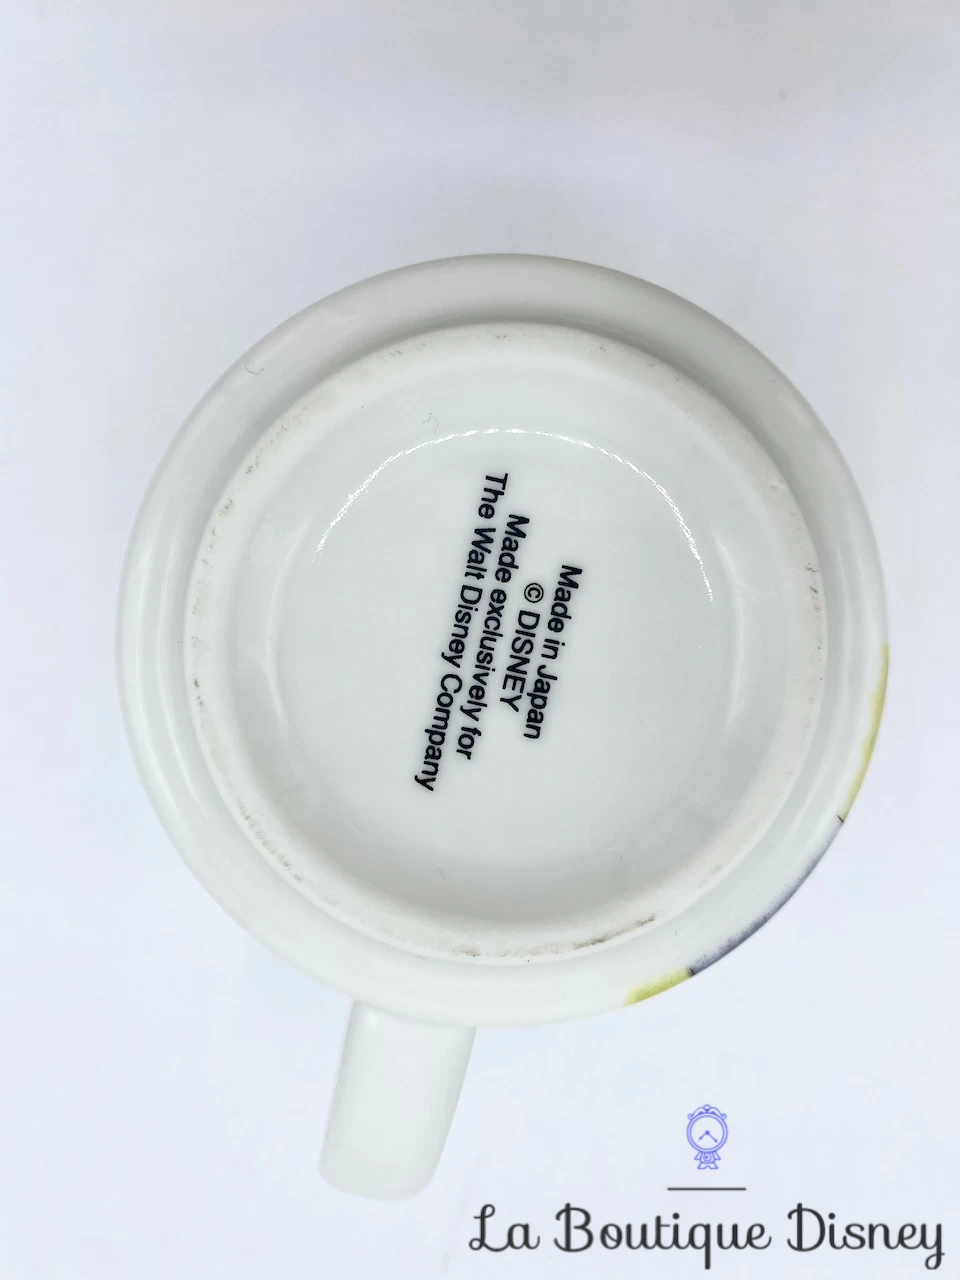 Made in Japan
© DISNEY
Made exclusively for
The Walt Disney Company
La Boutique Disney